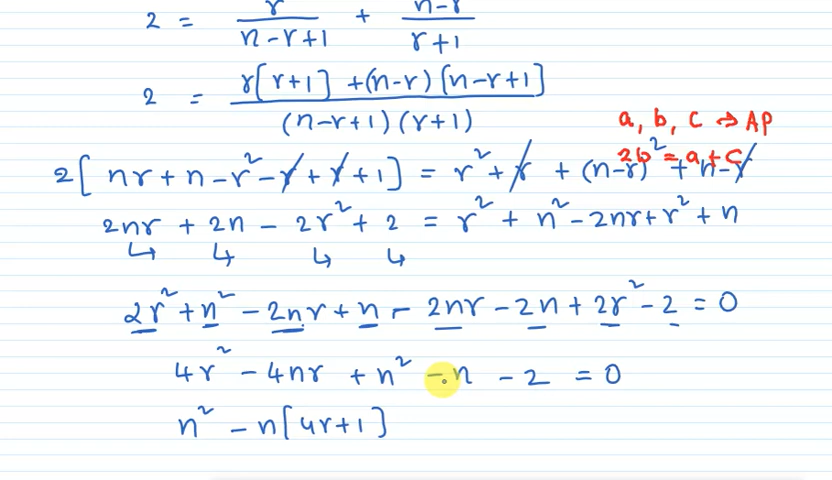 2 = r/(n-r+1) + (n-r)/(r+1)
2 = (r[r+1] + (n-r)(n-r+1])/((n-r+1)(r+1))
a, b, c → AP
2b = a + c
2[nr + n - r² - r + r + 1] = r² + r + (n-r)² + n - r
2nr + 2n - 2r² + 2 = r² + n² - 2nr + r² + n
2r² + n² - 2nr + n - 2nr - 2n + 2r² - 2 = 0
4r² - 4nr + n² - n - 2 = 0
n² - n[4r+1]